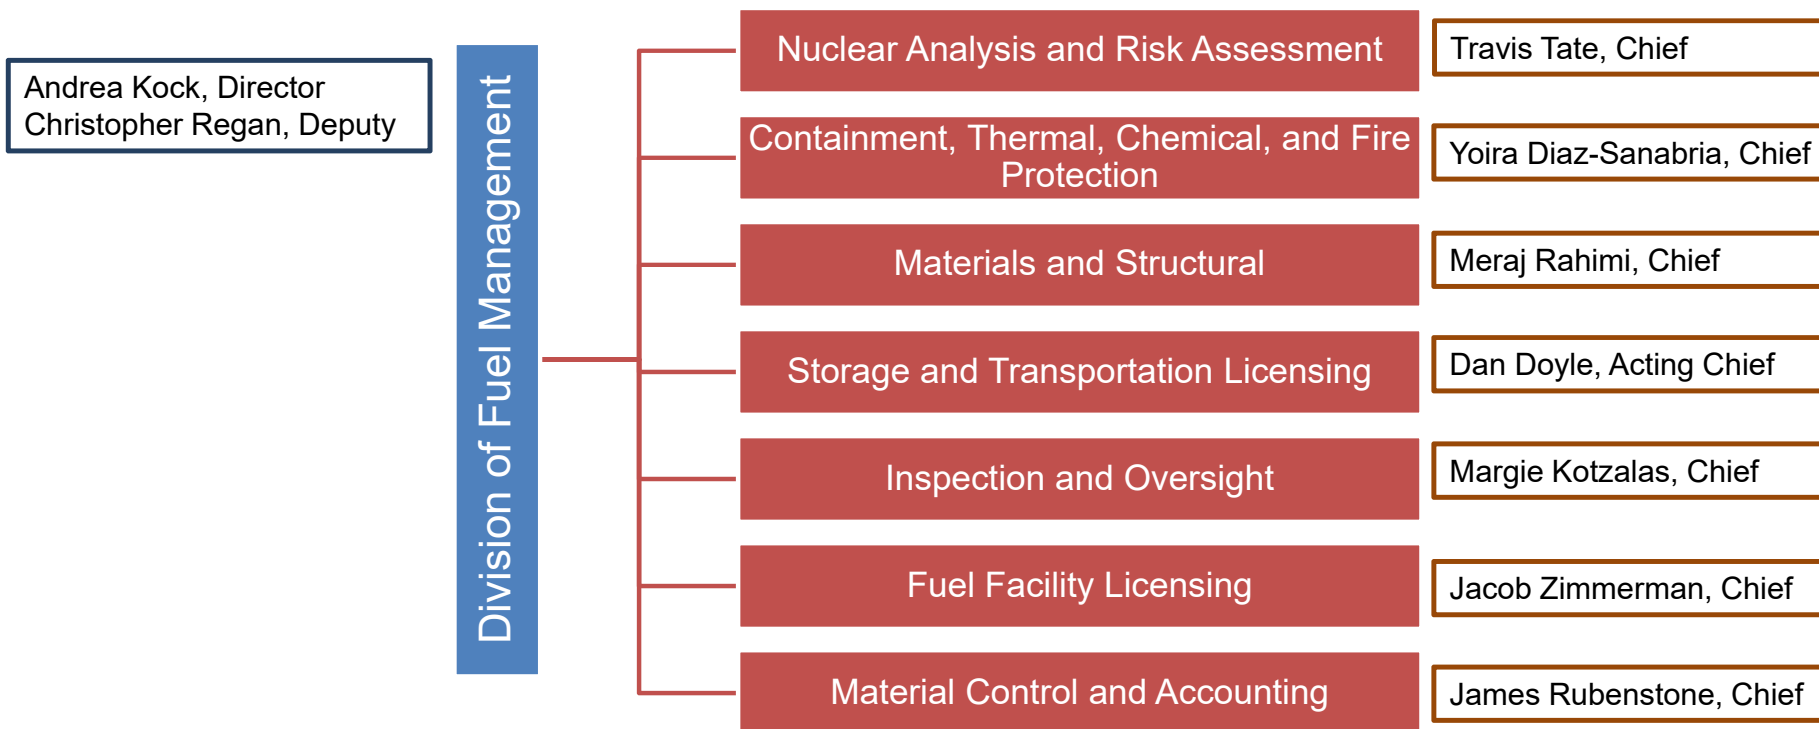 Andrea Kock, Director
Christopher Regan, Deputy
Division of Fuel Management
Nuclear Analysis and Risk Assessment
Travis Tate, Chief
Containment, Thermal, Chemical, and Fire
Protection
Yoira Diaz-Sanabria, Chief
Materials and Structural
Meraj Rahimi, Chief
Storage and Transportation Licensing
Dan Doyle, Acting Chief
Inspection and Oversight
Margie Kotzalas, Chief
Fuel Facility Licensing
Jacob Zimmerman, Chief
Material Control and Accounting
James Rubenstone, Chief